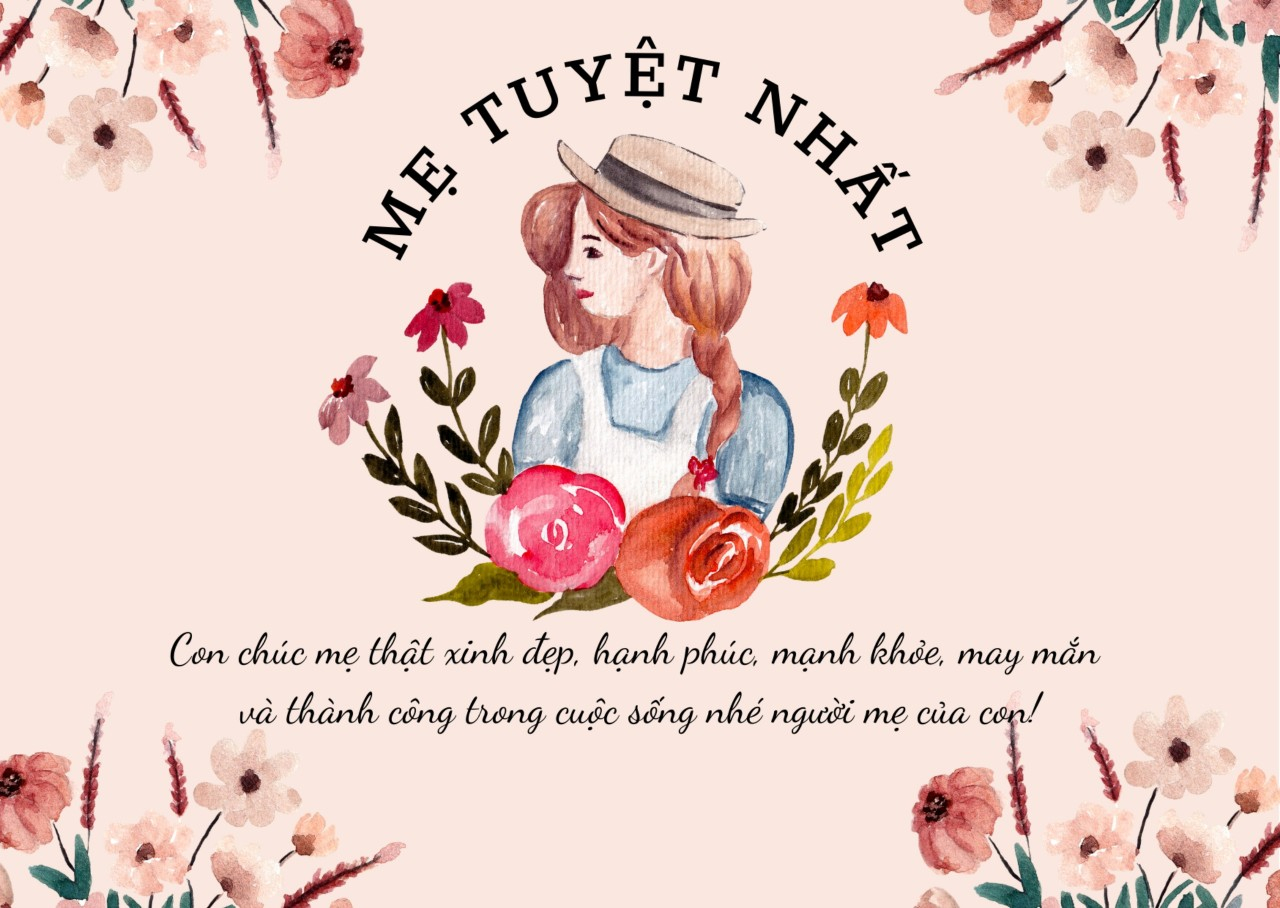 MẸ TUYỆT NHẤT
Con chúc mẹ thật xinh đẹp, hạnh phúc, mạnh khỏe, may mắn
và thành công trong cuộc sống nhé người mẹ của con!